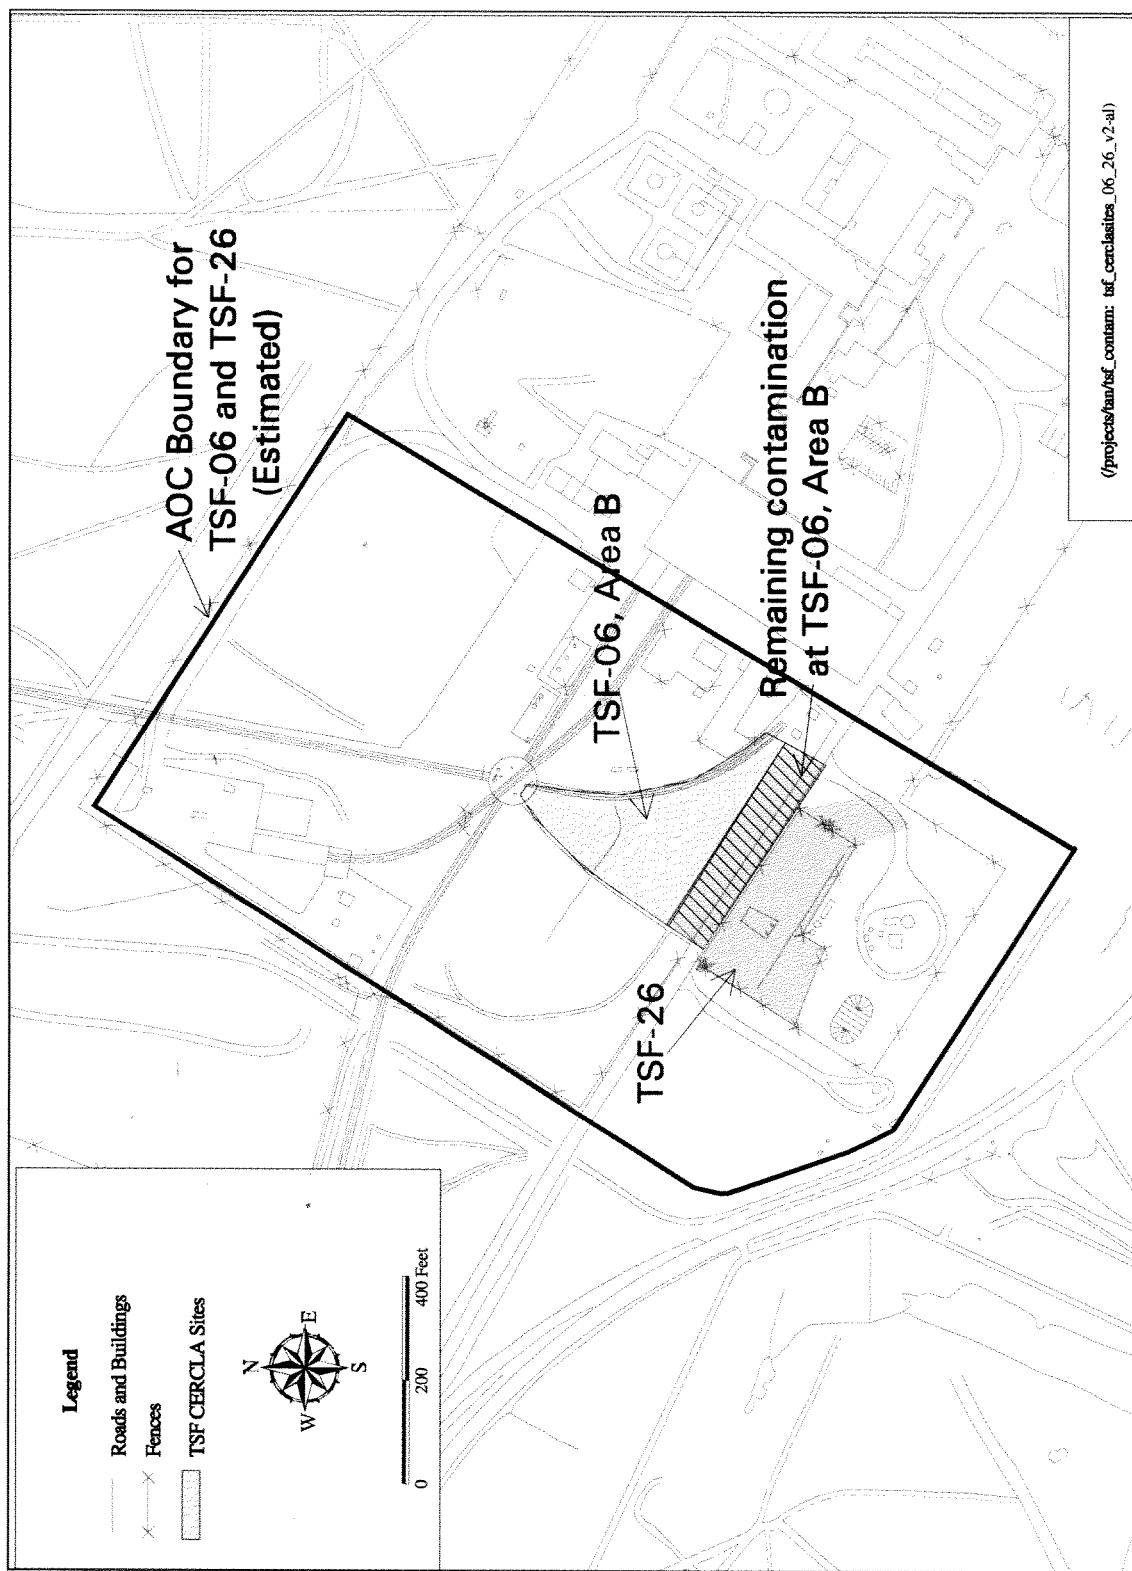 AOC Boundary for
TSF-06 and TSF-26
(Estimated)
TSF-06, Area B
Remaining contamination
at TSF-06, Area B
TSF-26
Legend
Roads and Buildings
Fences
TSF CERCLA Sites
N
W
E
S
0
200
400 Feet
(/projects/tan/tsf_contam: tsf_cerclasites_06_26_v2-al)